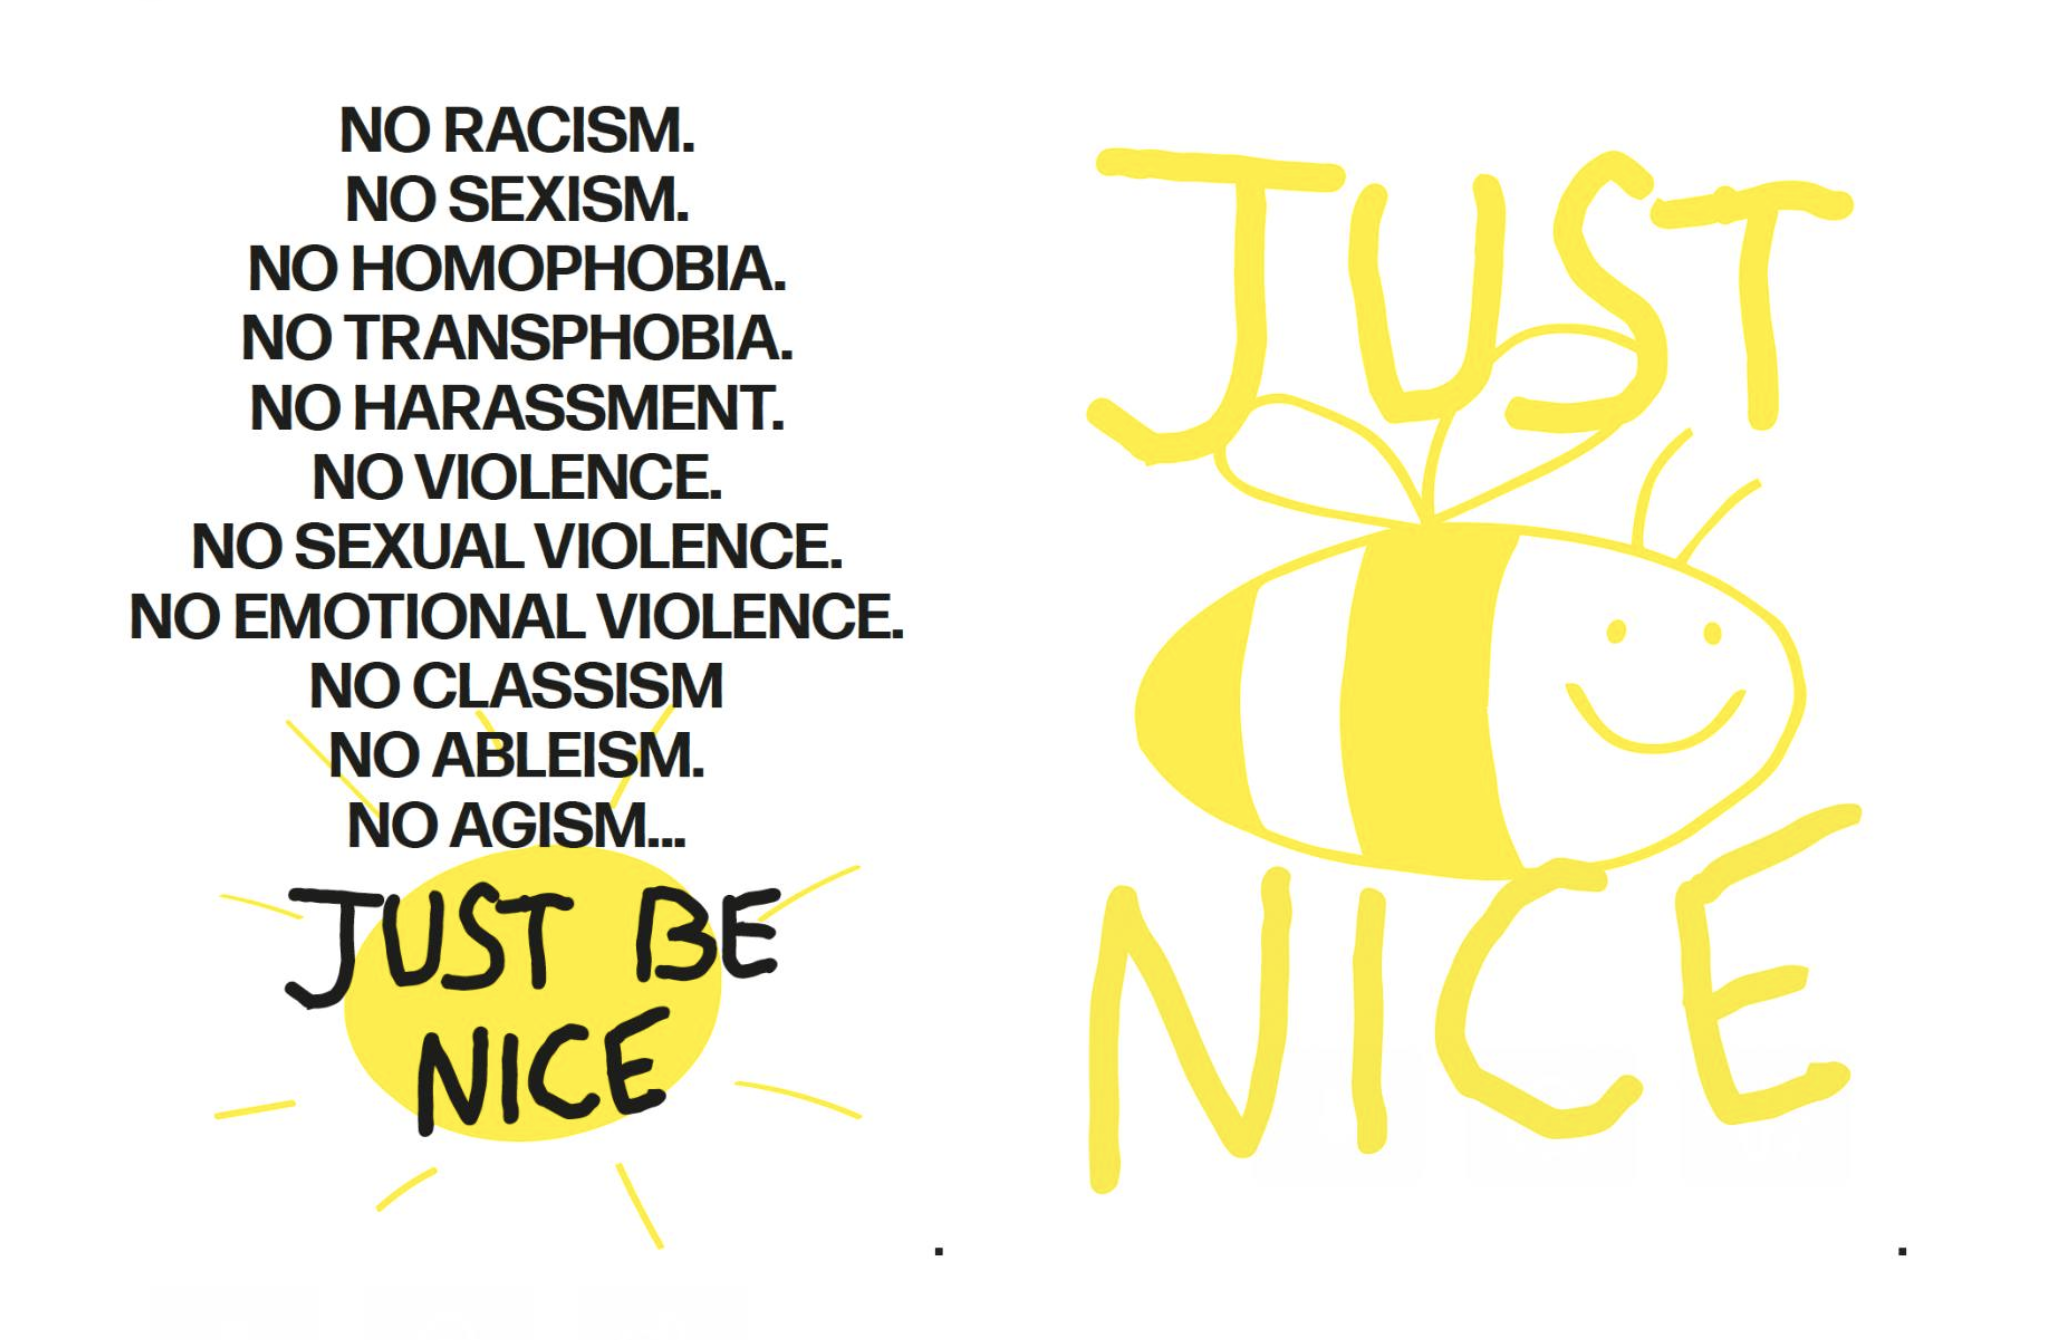 NO RACISM.
NO SEXISM.
NO HOMOPHOBIA.
NO TRANSPHOBIA.
NO HARASSMENT.
NO VIOLENCE.
NO SEXUAL VIOLENCE.
NO EMOTIONAL VIOLENCE.
NO CLASSISM
NO ABLEISM.
NO AGISM...
JUST BE
NICE
.
JUST
NICE
.